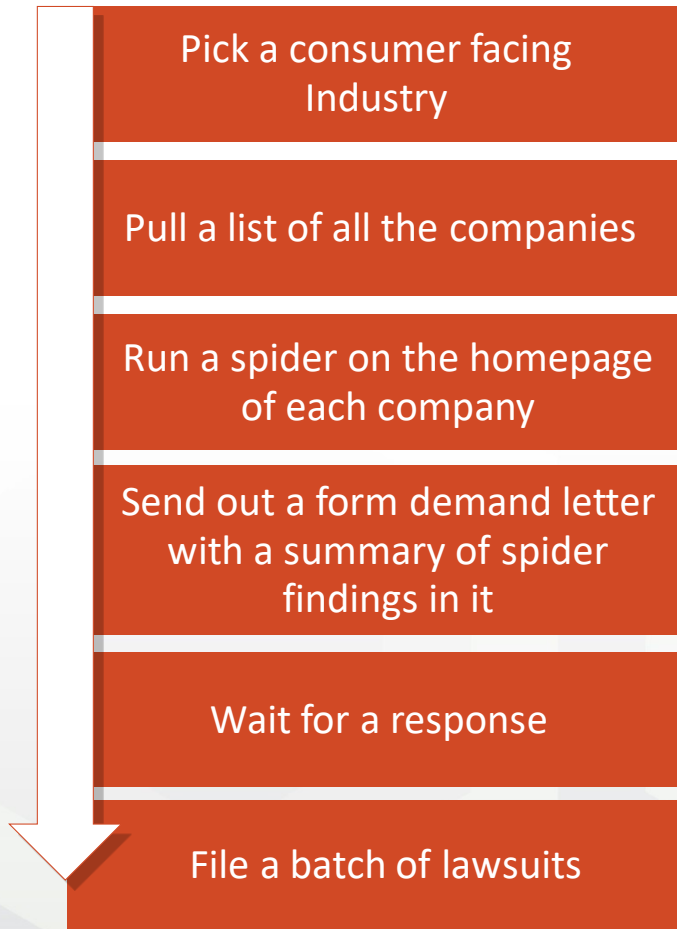 Pick a consumer facing
Industry
Pull a list of all the companies
Run a spider on the homepage
of each company
Send out a form demand letter
with a summary of spider
findings in it
Wait for a response
File a batch of lawsuits